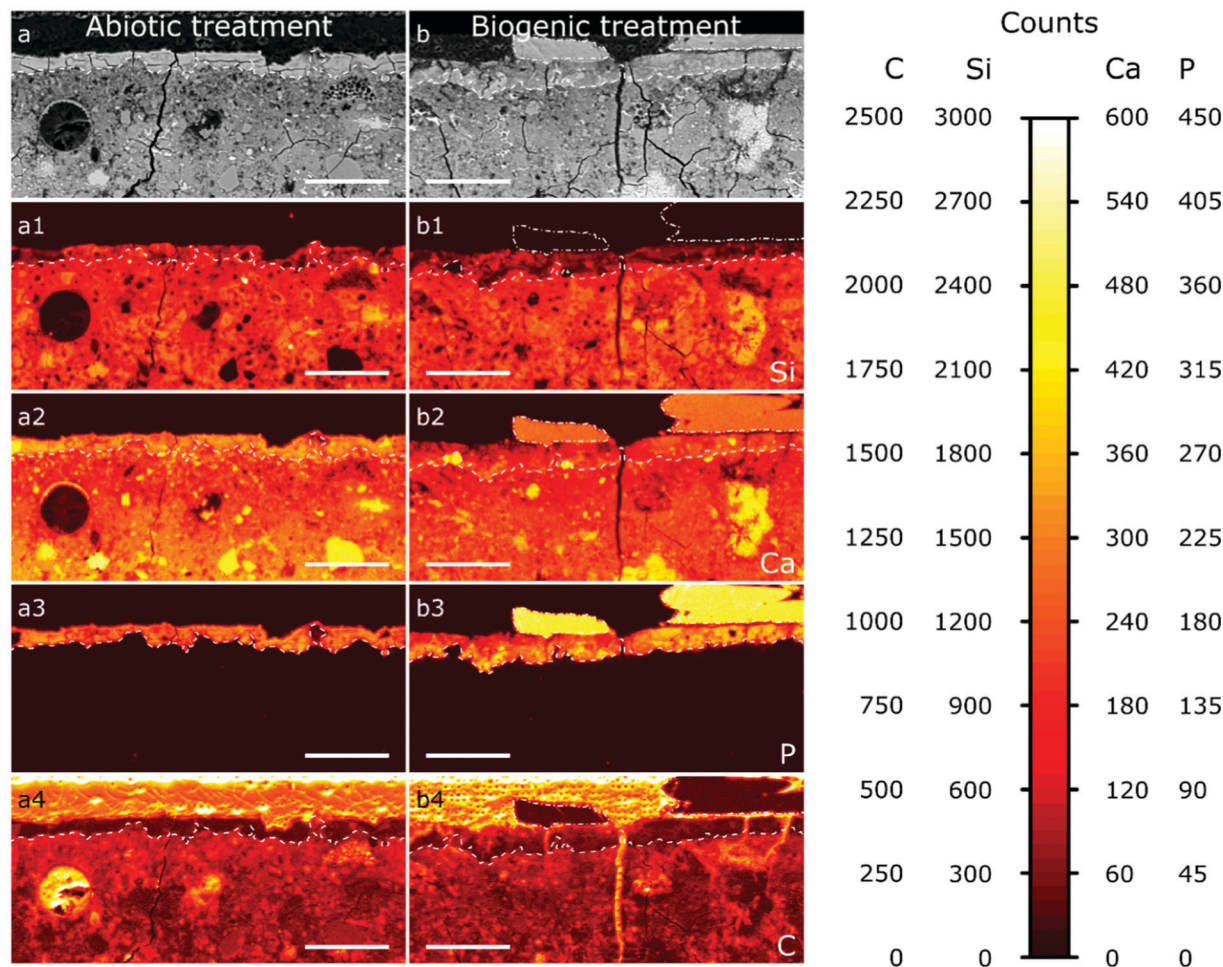 Abiotic treatment
Biogenic treatment
Counts
a
b
C Si Ca P
2500 3000 600 450
a1
b1
Si
2250 2700 540 405
2000 2400 480 360
1750 2100 420 315
a2
b2
Ca
1500 1800 360 270
1250 1500 300 225
a3
b3
P
1000 1200 240 180
750 900 180 135
a4
b4
C
500 600 120 90
250 300 60 45
0 0 0 0